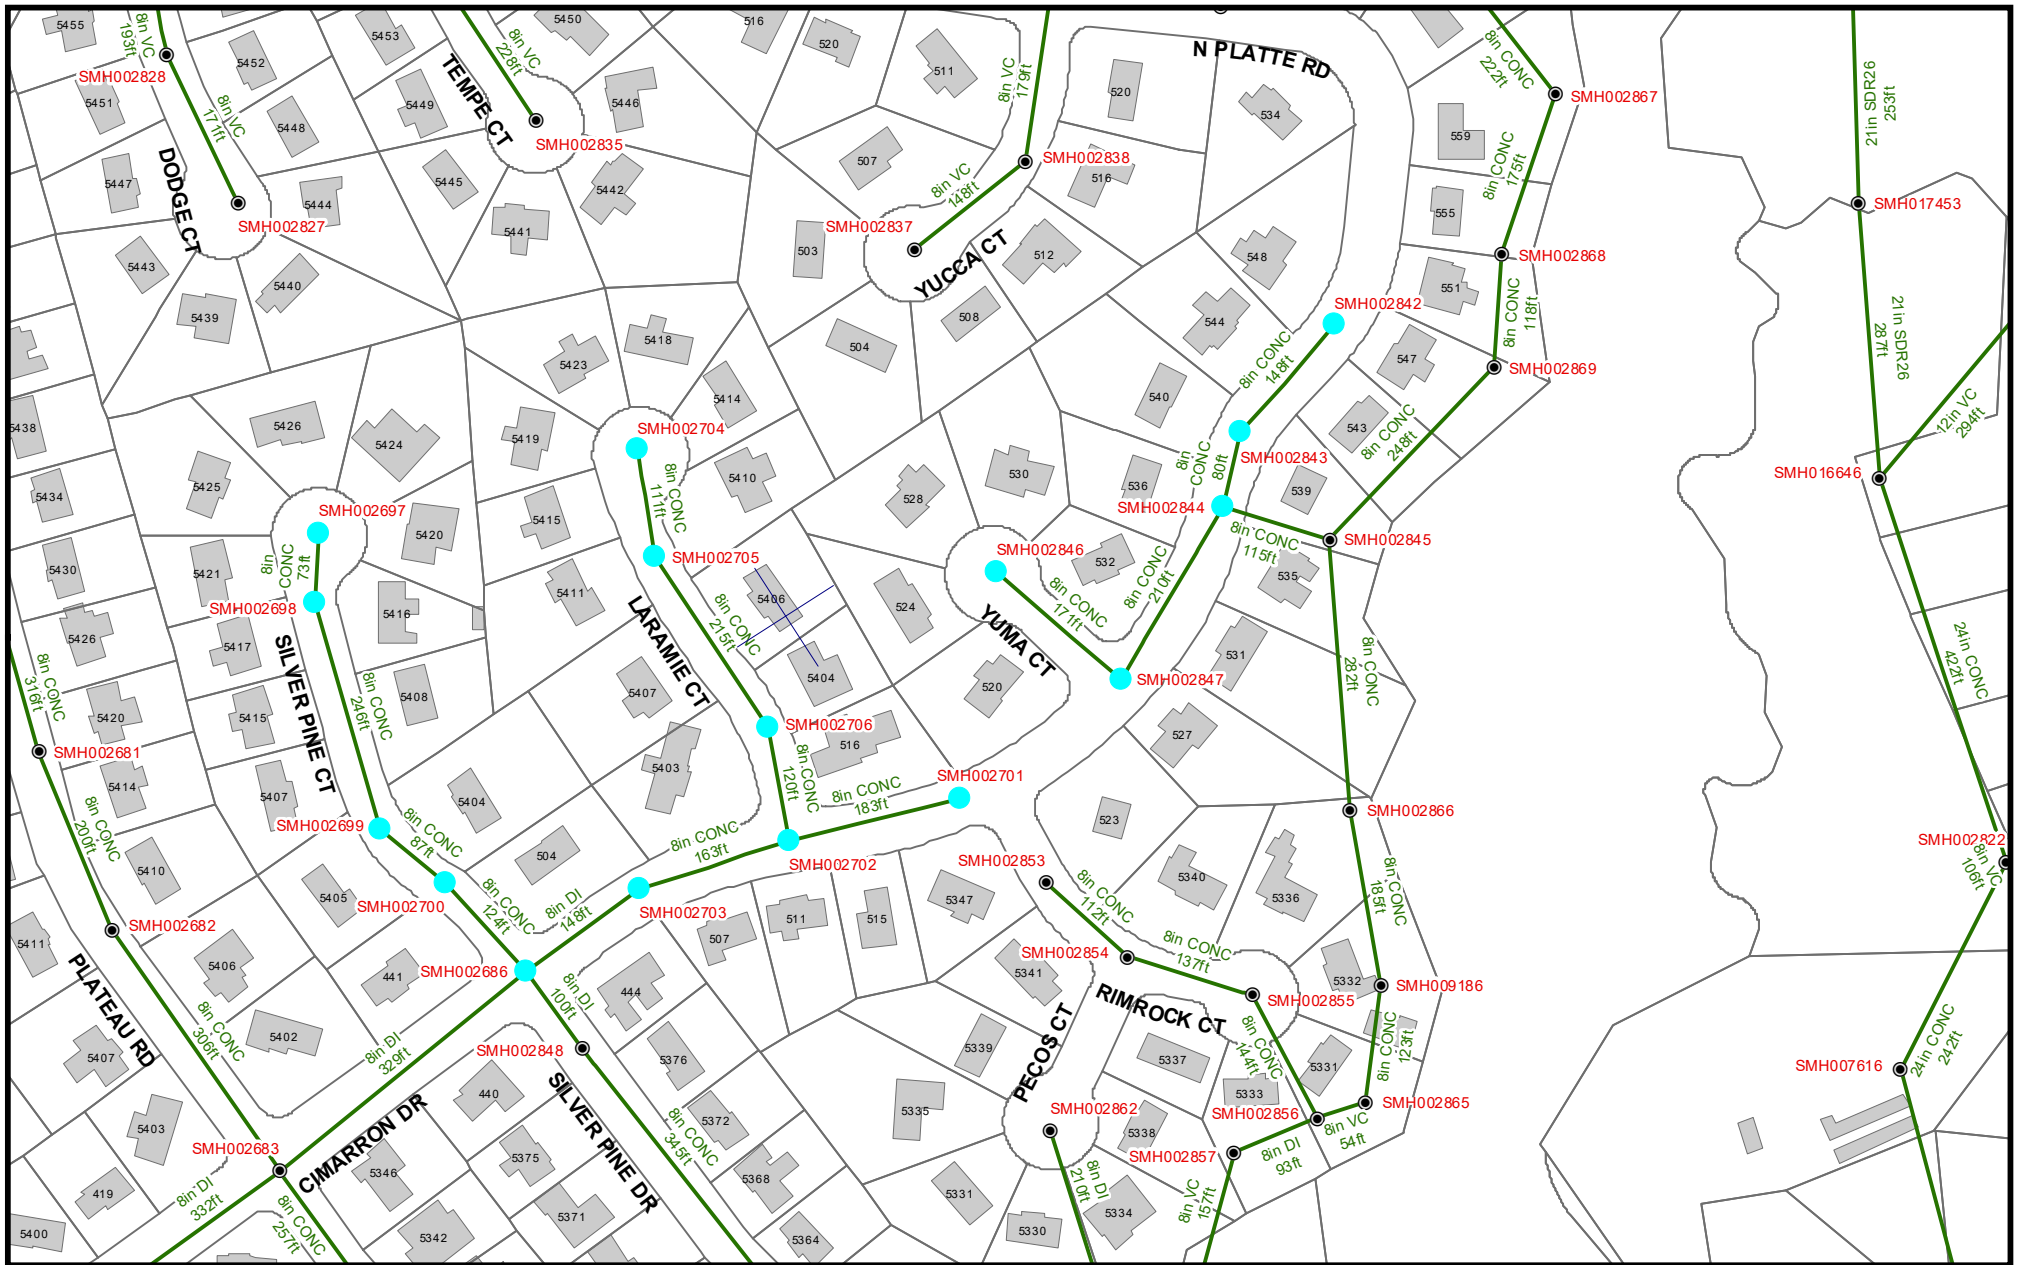 5455
8in VC
193ft
SMH002828
5451
5452
5453
8in VC
171ft
5448
5449
TEMPE CT
8in VC
228ft
5450
516
520
5446
SMH002835
511
8in VC
179ft
N PLATTE RD
520
534
8in CONC
222ft
SMH002867
559
8in CONC
175ft
21in SDR26
253ft
5447
DODGE CT
5444
SMH002827
5445
5442
5441
507
8in VC
148ft
SMH002838
516
SMH002837
503
YUCCA CT
512
548
555
SMH002868
SMH017453
5443
5440
5439
508
504
544
SMH002842
551
8in CONC
118ft
21in SDR26
287ft
5418
5423
5414
8in CONC
148ft
547
SMH002869
540
543
8in CONC
248ft
12in VC
294ft
5438
5426
5424
5419
SMH002704
5410
8in CONC
111ft
530
528
536
8in CONC
80ft
SMH002843
539
SMH016646
5434
5425
SMH002697
5420
5415
SMH002844
8in CONC
115ft
SMH002845
5430
5421
8in CONC
73ft
SMH002705
SMH002846
532
535
5411
5406
524
8in CONC
171ft
8in CONC
210ft
SMH002698
5416
8in CONC
215ft
YUMA CT
5426
5417
SILVER PINE CT
LARAMIE CT
5404
531
8in CONC
282ft
24in CONC
422ft
8in CONC
316ft
5420
5415
8in CONC
246ft
5408
5407
520
SMH002847
SMH002681
SMH002706
516
527
5414
5407
5403
8in CONC
120ft
SMH002701
8in CONC
183ft
5404
523
SMH002866
SMH002699
8in CONC
87ft
8in CONC
200ft
504
8in CONC
163ft
SMH002702
SMH002853
SMH002822
8in VC
106ft
5410
5405
SMH002700
8in CONC
124ft
8in DI
148ft
SMH002703
5347
8in CONC
112ft
5340
5336
8in CONC
185ft
5411
SMH002682
507
511
515
PLATEAU RD
5406
441
SMH002686
SMH002854
8in CONC
137ft
5341
5332
SMH009186
444
8in DI
100ft
RIMROCK CT
SMH002855
5402
8in CONC
306ft
8in DI
329ft
SMH002848
5407
5376
5339
PECOS CT
5337
8in CONC
144ft
5331
8in CONC
123ft
SMH007616
24in CONC
242ft
440
SILVER PINE DR
5333
5335
SMH002862
SMH002856
SMH002865
5403
5372
5338
8in VC
54ft
SMH002683
CIMARRON DR
5375
8in CONC
345ft
SMH002857
8in DI
93ft
419
8in DI
332ft
5346
5368
5331
8in DI
210ft
8in VC
157ft
5400
8in CONC
257ft
5342
5371
5364
5330
5334